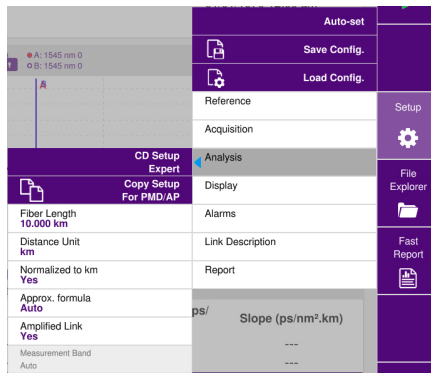 Auto-set
Save Config.
Load Config.
A: 1545 nm 0
B: 1545 nm 0
Reference
Acquisition
Analysis
Display
Alarms
Link Description
Report
CD Setup
Expert
Copy Setup
For PMD/AP
Fiber Length
10.000 km
Distance Unit
km
Normalized to km
Yes
Approx. formula
Auto
Amplified Link
Yes
Measurement Band
Auto
ps/
Slope (ps/nm².km)
---
---
Setup
File
Explorer
Fast
Report